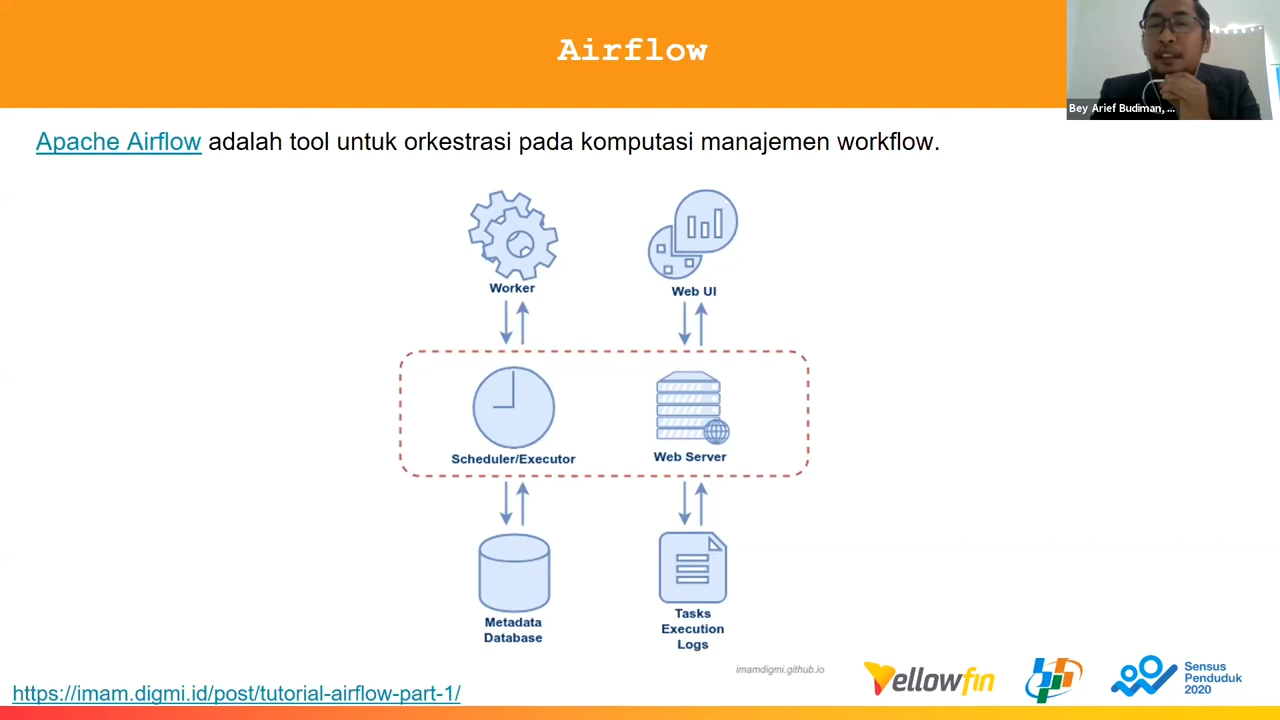 Airflow
Bey Arief Budiman, ...
Apache Airflow adalah tool untuk orkestrasi pada komputasi manajemen workflow.
Worker
Web UI
Scheduler/Executor
Web Server
Metadata
Database
Tasks
Execution
Logs
imamdigmi.github.io
https://imam.digmi.id/post/tutorial-airflow-part-1/
Yellowfin
Sensus
Penduduk
2020